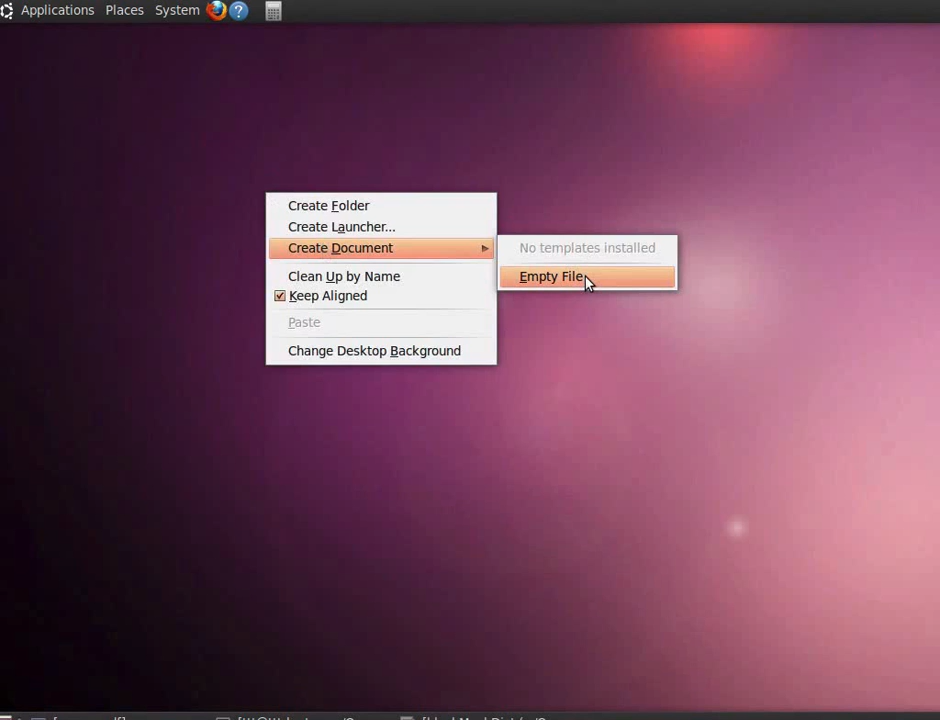 Applications Places System
Create Folder
Create Launcher...
Create Document
No templates installed
Empty File
Clean Up by Name
Keep Aligned
Paste
Change Desktop Background